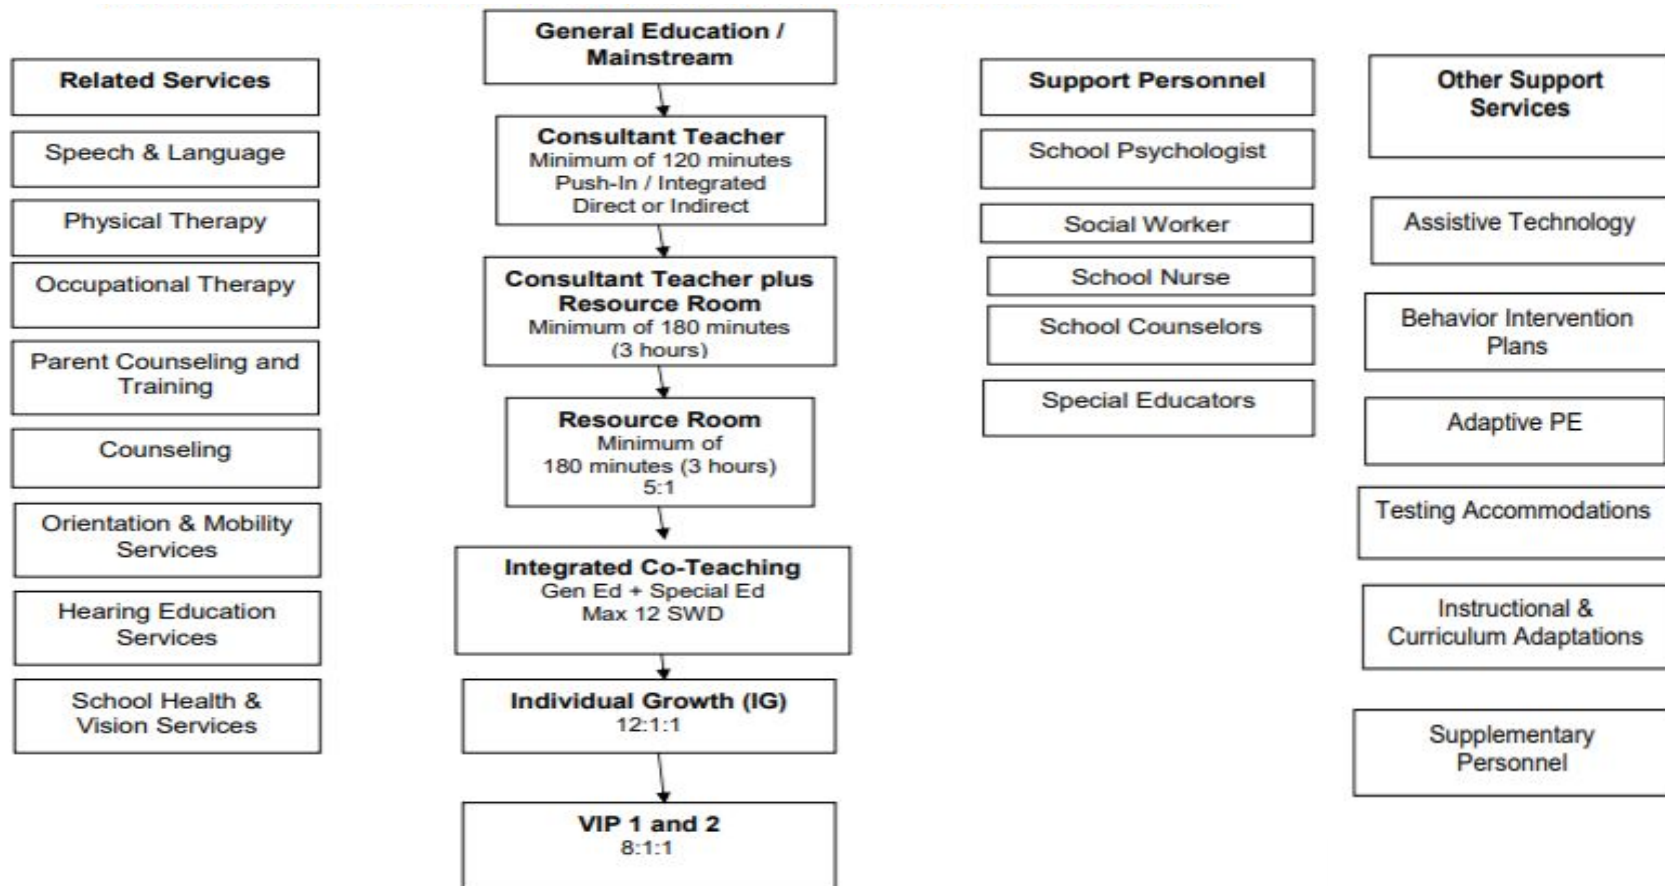 Related Services
Speech & Language
Physical Therapy
Occupational Therapy
Parent Counseling and
Training
Counseling
Orientation & Mobility
Services
Hearing Education
Services
School Health &
Vision Services
General Education /
Mainstream
Consultant Teacher
Minimum of 120 minutes
Push-In / Integrated
Direct or Indirect
Consultant Teacher plus
Resource Room
Minimum of 180 minutes
(3 hours)
Resource Room
Minimum of
180 minutes (3 hours)
5:1
Integrated Co-Teaching
Gen Ed + Special Ed
Max 12 SWD
Individual Growth (IG)
12:1:1
VIP 1 and 2
8:1:1
Support Personnel
School Psychologist
Social Worker
School Nurse
School Counselors
Special Educators
Other Support
Services
Assistive Technology
Behavior Intervention
Plans
Adaptive PE
Testing Accommodations
Instructional &
Curriculum Adaptations
Supplementary
Personnel